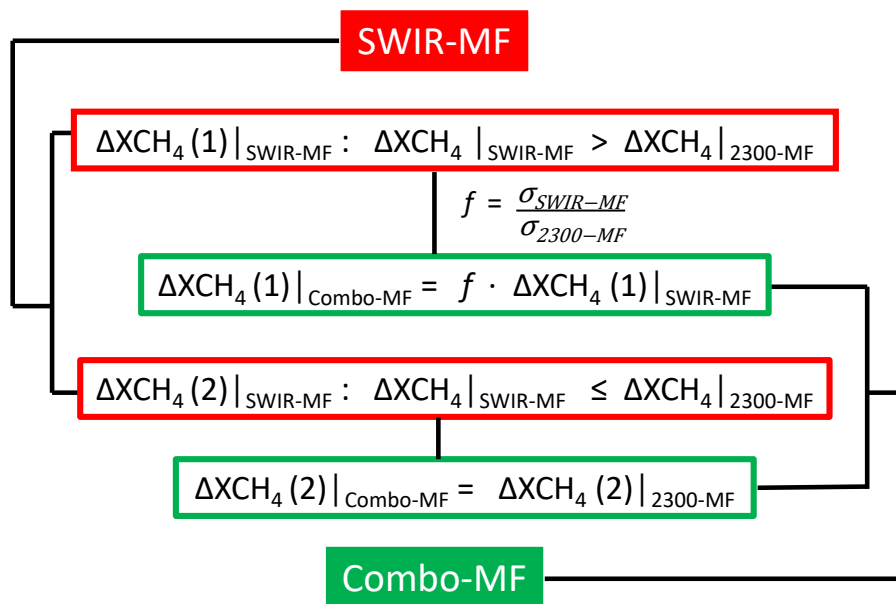 SWIR-MF
ΔXCH₄ (1)|SWIR-MF : ΔXCH₄ |SWIR-MF > ΔXCH₄|2300-MF
f = σSWIR−MF / σ2300−MF
ΔXCH₄ (1)|Combo-MF = f · ΔXCH₄ (1)|SWIR-MF
ΔXCH₄ (2)|SWIR-MF : ΔXCH₄|SWIR-MF ≤ ΔXCH₄|2300-MF
ΔXCH₄ (2)|Combo-MF = ΔXCH₄ (2)|2300-MF
Combo-MF